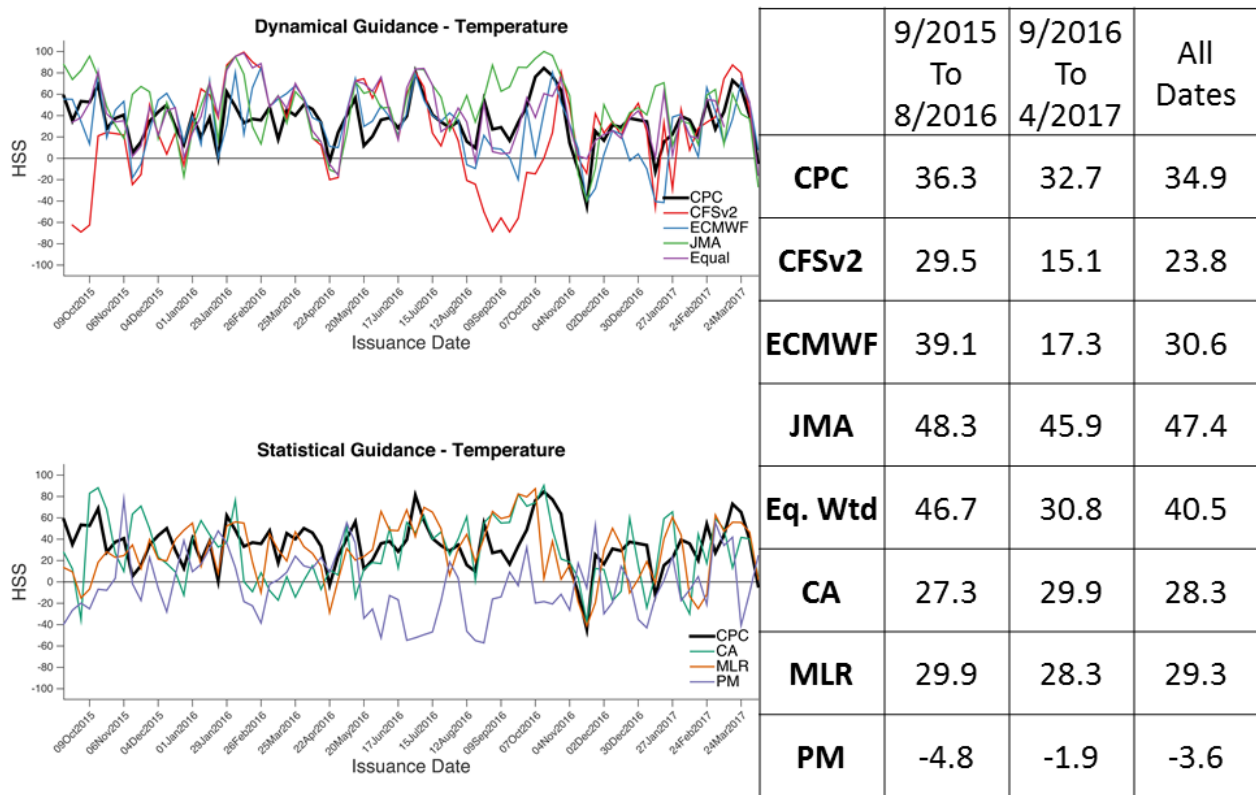 Dynamical Guidance - Temperature
HSS
100
80
60
40
20
0
-20
-40
-60
-80
-100
CPC
CFSv2
ECMWF
JMA
Equal
09Oct2015
06Nov2015
04Dec2015
01Jan2016
29Jan2016
26Feb2016
25Mar2016
22Apr2016
20May2016
17Jun2016
15Jul2016
12Aug2016
09Sep2016
07Oct2016
04Nov2016
02Dec2016
30Dec2016
27Jan2017
24Feb2017
24Mar2017
Issuance Date
Statistical Guidance - Temperature
HSS
100
80
60
40
20
0
-20
-40
-60
-80
-100
CPC
CA
MLR
PM
09Oct2015
06Nov2015
04Dec2015
01Jan2016
29Jan2016
26Feb2016
25Mar2016
22Apr2016
20May2016
17Jun2016
15Jul2016
12Aug2016
09Sep2016
07Oct2016
04Nov2016
02Dec2016
30Dec2016
27Jan2017
24Feb2017
24Mar2017
Issuance Date
9/2015 To 8/2016 9/2016 To 4/2017 All Dates
CPC 36.3 32.7 34.9
CFSv2 29.5 15.1 23.8
ECMWF 39.1 17.3 30.6
JMA 48.3 45.9 47.4
Eq. Wtd 46.7 30.8 40.5
CA 27.3 29.9 28.3
MLR 29.9 28.3 29.3
PM -4.8 -1.9 -3.6